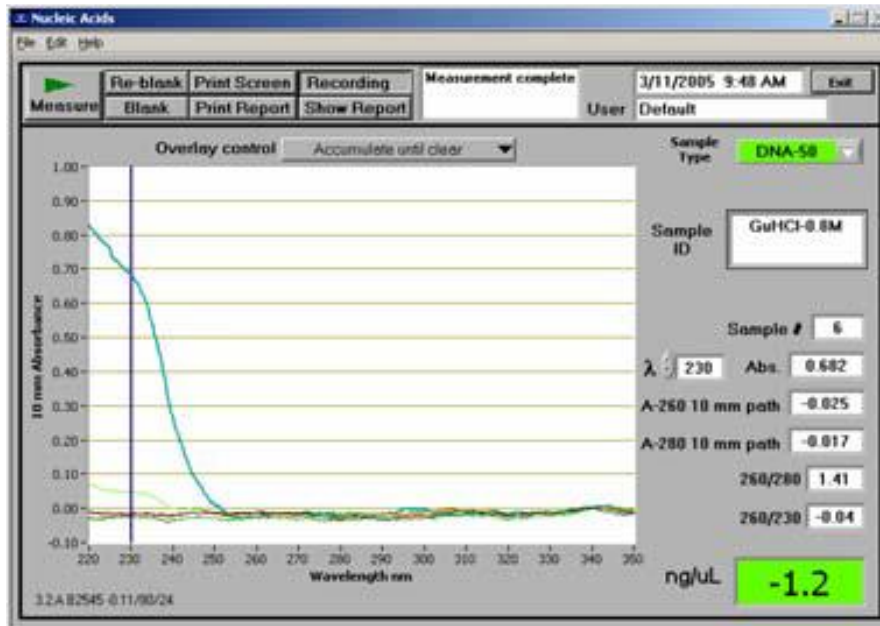 Nucleic Acids
File Edit Help
Measure
Re-blank Print Screen Recording
Blank Print Report Show Report
Measurement complete
3/11/2005 9:48 AM Exit
User Default
Overlay control Accumulate until clear
Sample Type DNA-50
Sample ID GuHCl-0.8M
Sample # 6
λ 230 Abs. 0.682
A-260 10 mm path -0.025
A-280 10 mm path -0.017
260/280 1.41
260/230 -0.04
ng/uL -1.2
10 mm Absorbance
1.00
0.90
0.80
0.70
0.60
0.50
0.40
0.30
0.20
0.10
0.00
-0.10
220 230 240 250 260 270 280 290 300 310 320 330 340 350
Wavelength nm